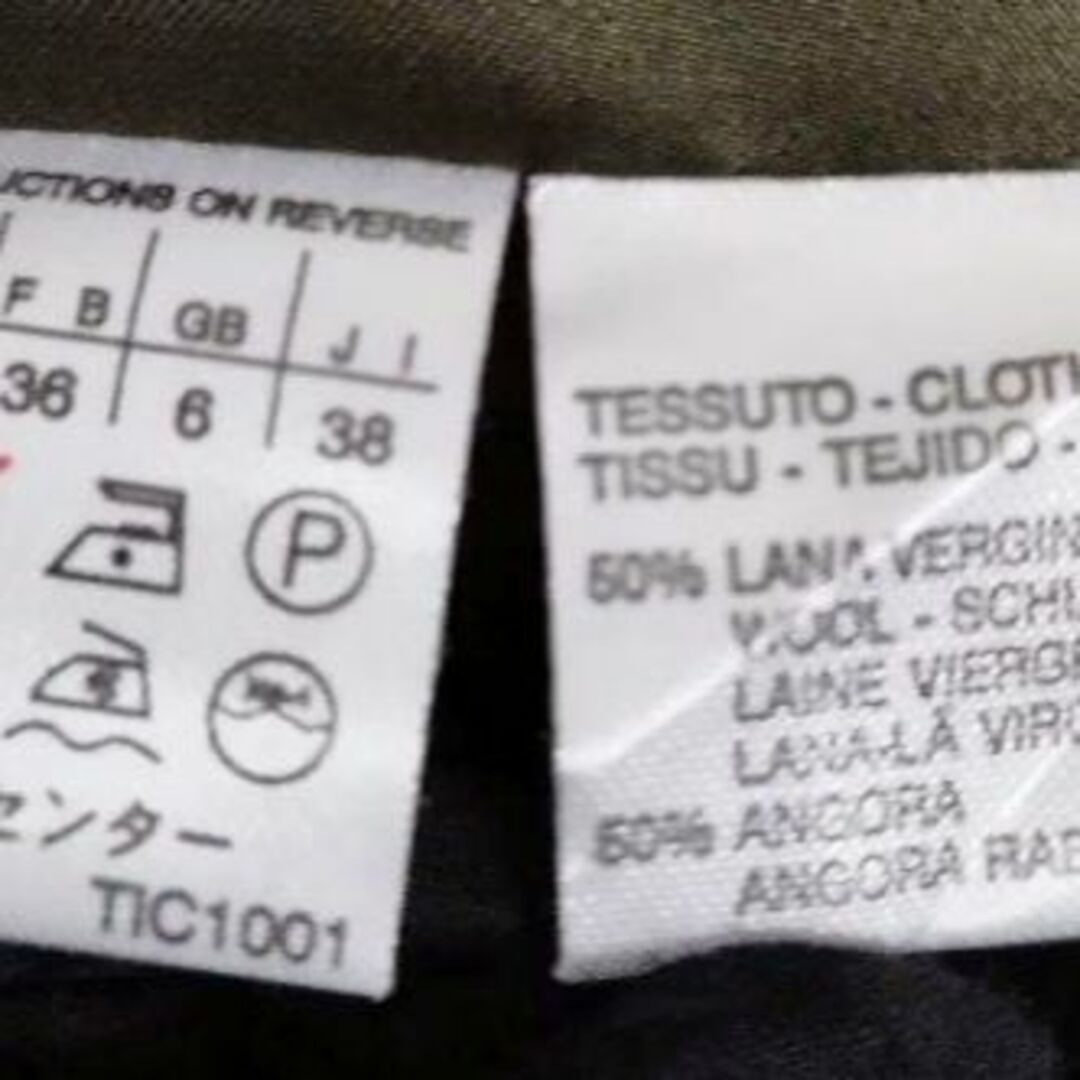 UCTIONS ON REVERSE
F B GB J I
36 6 38
P
センター
TIC1001
TESSUTO - CLOTH
TISSU - TEJIDO -
50% LANA VERGIN
WOOL - SCHU
LAINE VIERGE
LANA-LÃ VIRG
50% ANGORA
ANGORA RAB